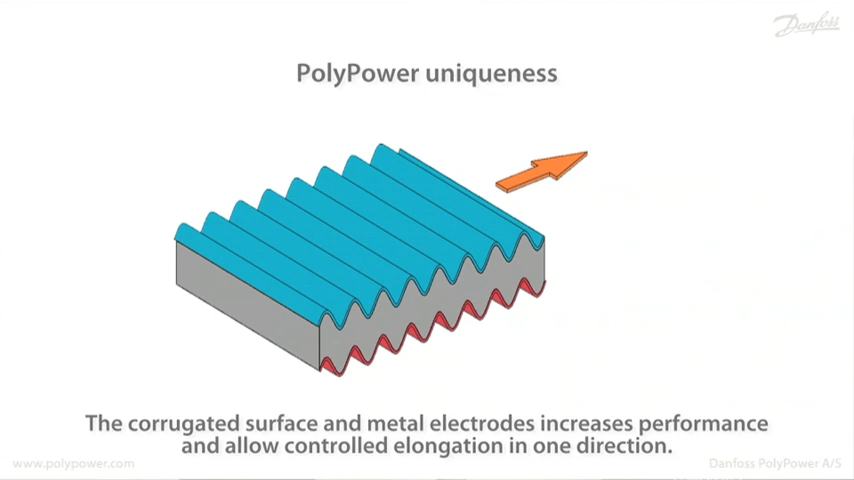 Danfoss
PolyPower uniqueness
The corrugated surface and metal electrodes increases performance
and allow controlled elongation in one direction.
www.polypower.com
Danfoss PolyPower A/S